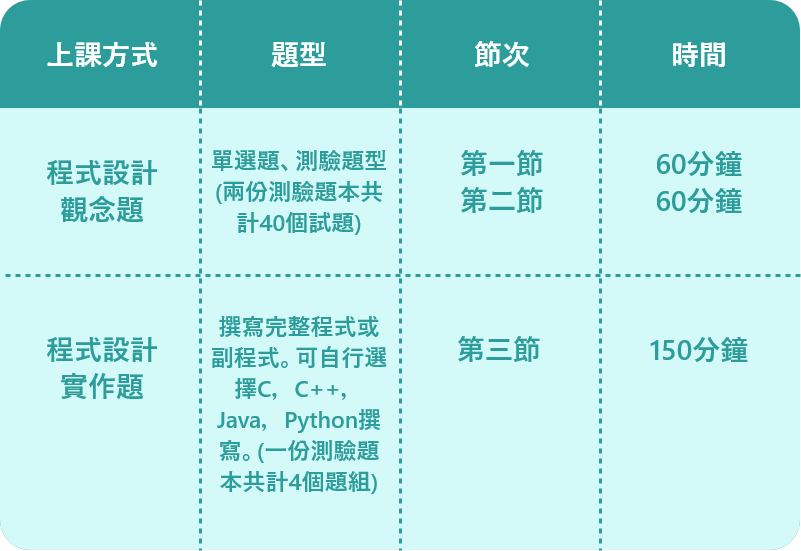 上課方式
題型
節次
時間
程式設計
觀念題
單選題、測驗題型
(兩份測驗題本共
計40個試題)
第一節
第二節
60分鐘
60分鐘
程式設計
實作題
撰寫完整程式或
副程式。可自行選
擇C, C++,
Java, Python撰
寫。(一份測驗題
本共計4個題組)
第三節
150分鐘